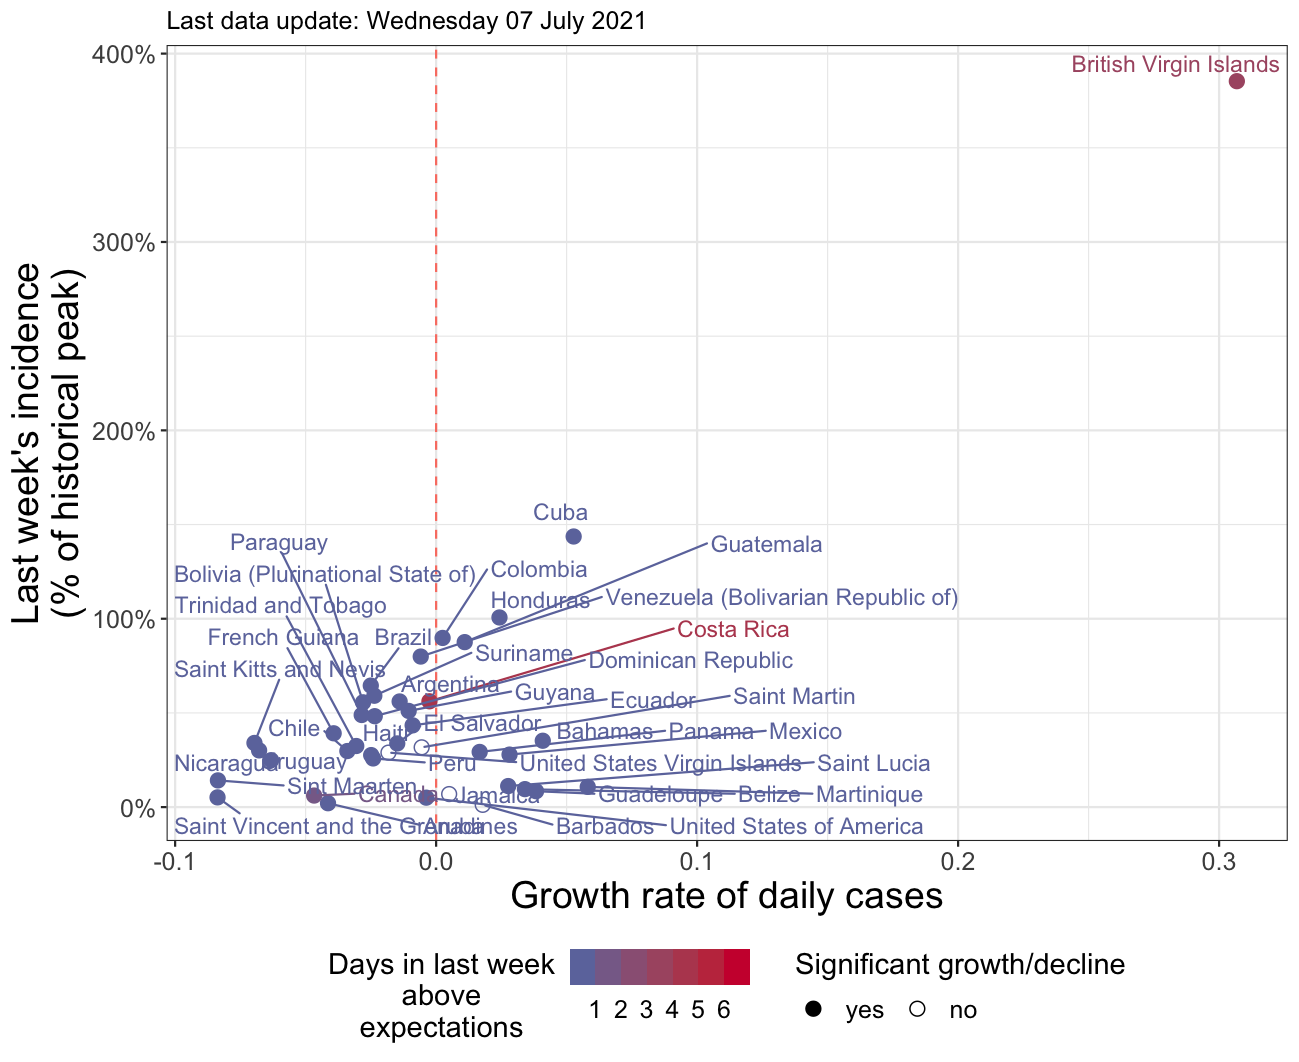 Last data update: Wednesday 07 July 2021
Last week's incidence
(% of historical peak)
400%
300%
200%
100%
0%
British Virgin Islands
Cuba
Paraguay
Guatemala
Bolivia (Plurinational State of)
Colombia
Trinidad and Tobago
Honduras
Venezuela (Bolivarian Republic of)
French Guiana
Brazil
Costa Rica
Suriname
Dominican Republic
Saint Kitts and Nevis
Argentina
Guyana
Ecuador
Saint Martin
Chile
Haiti
El Salvador
Bahamas
Panama
Mexico
Nicaragua
Uruguay
Peru
United States Virgin Islands
Saint Lucia
Sint Maarten
Canada
Jamaica
Guadeloupe
Belize
Martinique
Saint Vincent and the Grenadines
Aruba
Barbados
United States of America
-0.1
0.0
0.1
0.2
0.3
Growth rate of daily cases
Days in last week
above
expectations
1 2 3 4 5 6
Significant growth/decline
yes
no